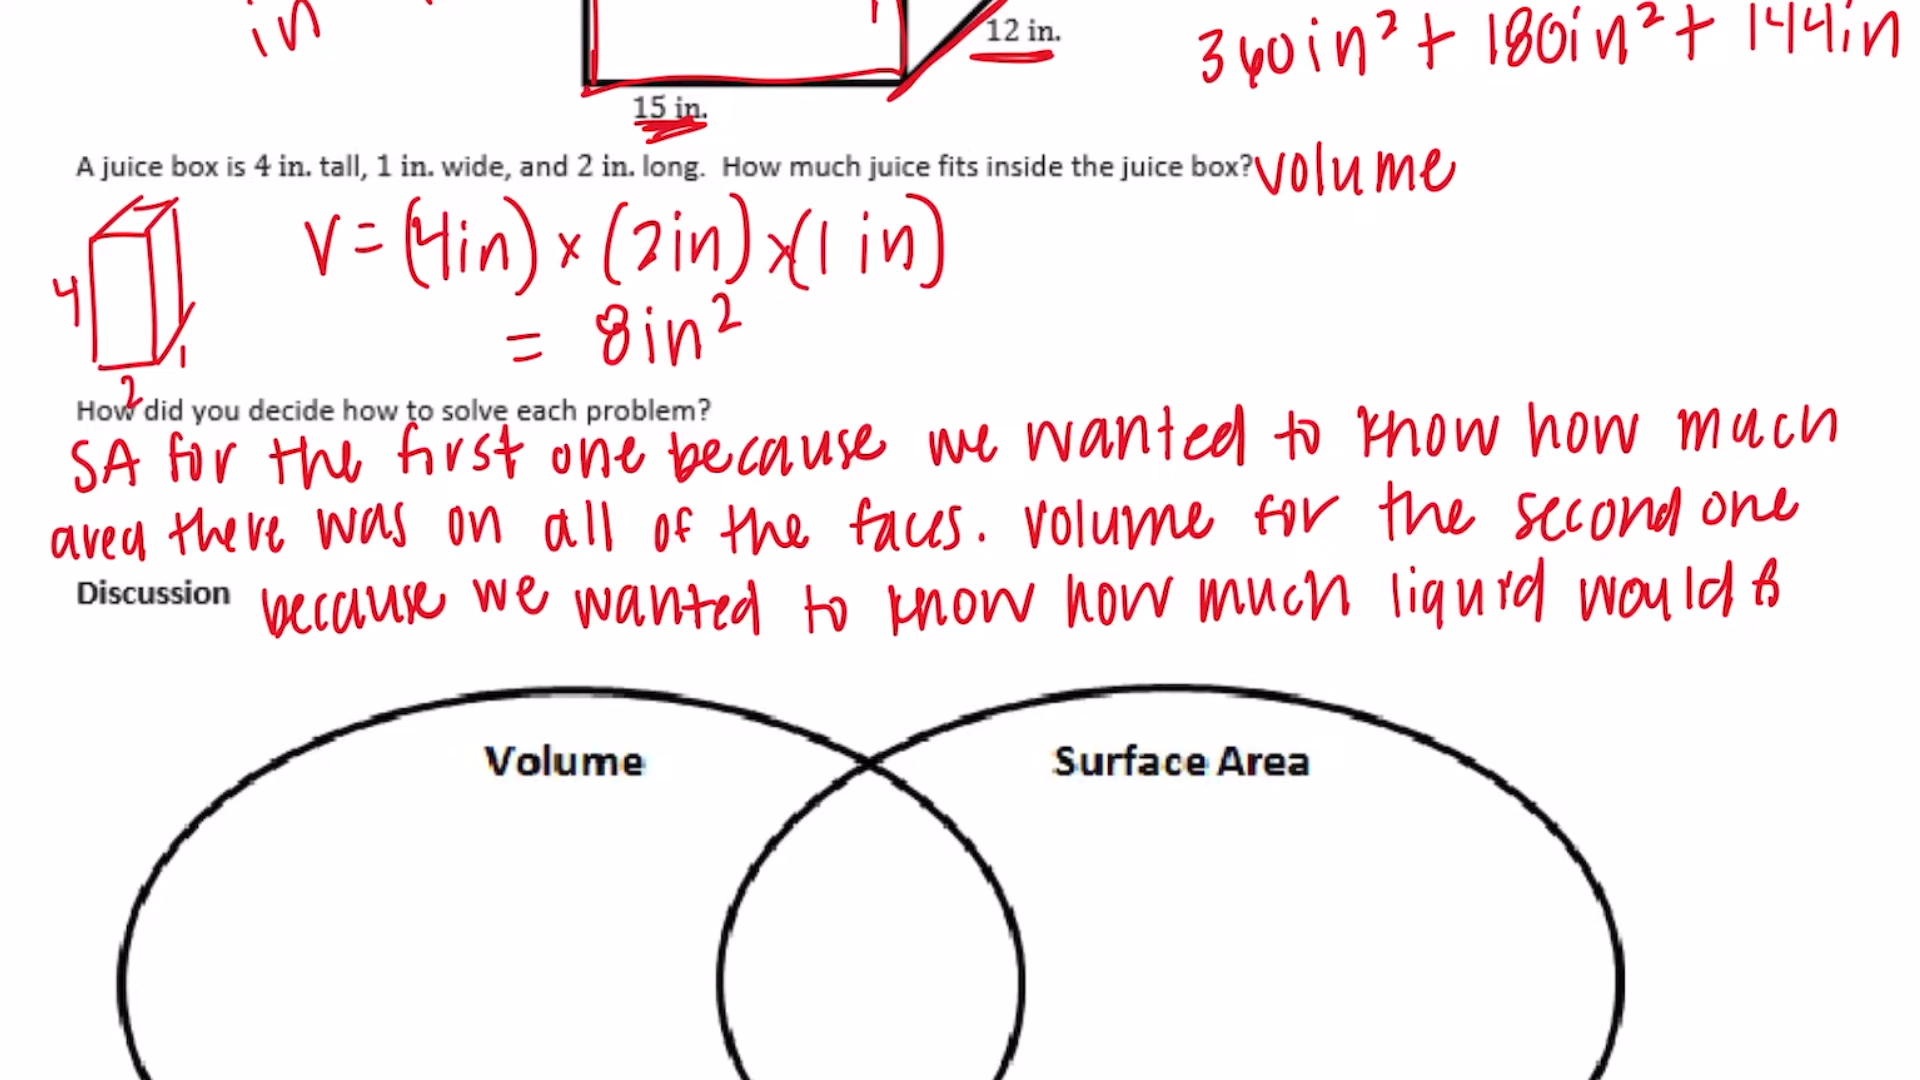 in
12 in.
360in² + 180in² + 144in
15 in.
A juice box is 4 in. tall, 1 in. wide, and 2 in. long. How much juice fits inside the juice box? volume
V = (4in) × (2in) × (1 in)
4
= 8in²
1
2
How did you decide how to solve each problem?
SA for the first one because we wanted to know how much
area there was on all of the faces. Volume for the second one
Discussion because we wanted to know how much liquid would
Volume
Surface Area